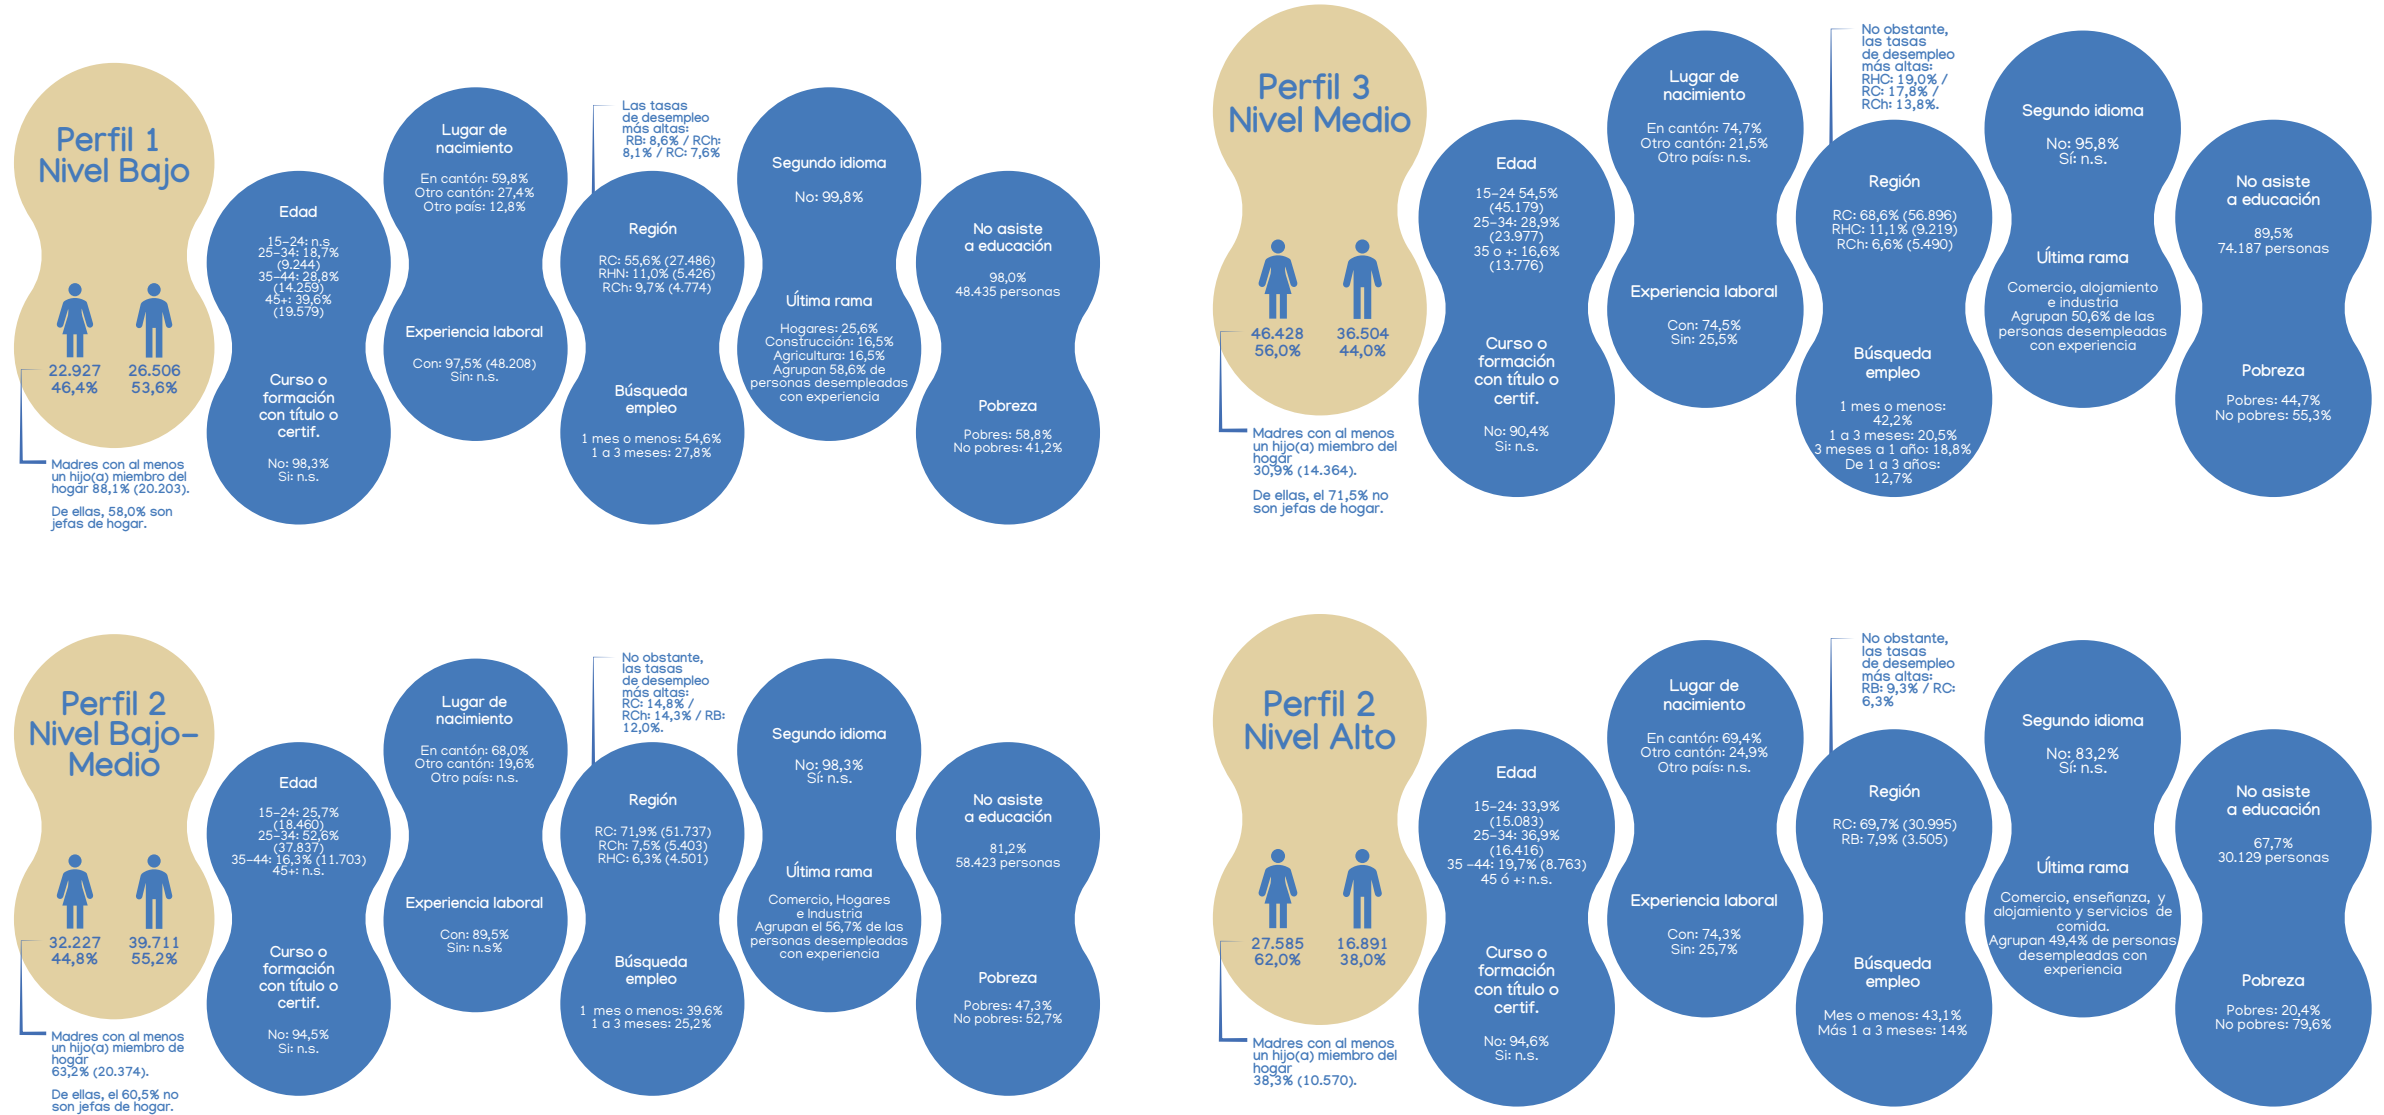 Perfil 1
Nivel Bajo
22.927
46,4%
26.506
53,6%
Madres con al menos
un hijo(a) miembro del
hogar 88,1% (20.203).
De ellas, 58,0% son
jefas de hogar.
Edad
15-24: n.s
25-34: 18,7%
(9.244)
35-44: 28,8%
(14.259)
45+: 39,6%
(19.579)
Curso o
formación
con título o
certif.
No: 98,3%
Si: n.s.
Lugar de
nacimiento
En cantón: 59,8%
Otro cantón: 27,4%
Otro país: 12,8%
Experiencia laboral
Con: 97,5% (48.208)
Sin: n.s.
Las tasas
de desempleo
más altas:
RB: 8,6% / RCh:
8,1% / RC: 7,6%
Región
RC: 55,6% (27.486)
RHN: 11,0% (5.426)
RCh: 9,7% (4.774)
Búsqueda
empleo
1 mes o menos: 54,6%
1 a 3 meses: 27,8%
Segundo idioma
No: 99,8%
Última rama
Hogares: 25,6%
Construcción: 16,5%
Agricultura: 16,5%
Agrupan 58,6% de
personas desempleadas
con experiencia
No asiste
a educación
98,0%
48.435 personas
Pobreza
Pobres: 58,8%
No pobres: 41,2%
Perfil 3
Nivel Medio
46.428
56,0%
36.504
44,0%
Madres con al menos
un hijo(a) miembro del
hogar
30,9% (14.364).
De ellas, el 71,5% no
son jefas de hogar.
Edad
15-24 54,5%
(45.179)
25-34: 28,9%
(23.977)
35 o +: 16,6%
(13.776)
Curso o
formación
con título o
certif.
No: 90,4%
Si: n.s.
Lugar de
nacimiento
En cantón: 74,7%
Otro cantón: 21,5%
Otro país: n.s.
Experiencia laboral
Con: 74,5%
Sin: 25,5%
No obstante,
las tasas
de desempleo
más altas:
RHC: 19,0% /
RC: 17,8% /
RCh: 13,8%.
Región
RC: 68,6% (56.896)
RHC: 11,1% (9.219)
RCh: 6,6% (5.490)
Búsqueda
empleo
1 mes o menos:
42,2%
1 a 3 meses: 20,5%
3 meses a 1 año: 18,8%
De 1 a 3 años:
12,7%
Segundo idioma
No: 95,8%
Sí: n.s.
Última rama
Comercio, alojamiento
e industria
Agrupan 50,6% de las
personas desempleadas
con experiencia
No asiste
a educación
89,5%
74.187 personas
Pobreza
Pobres: 44,7%
No pobres: 55,3%
Perfil 2
Nivel Bajo-
Medio
32.227
44,8%
39.711
55,2%
Madres con al menos
un hijo(a) miembro de
hogar
63,2% (20.374).
De ellas, el 60,5% no
son jefas de hogar.
Edad
15-24: 25,7%
(18.460)
25-34: 52,6%
(37.837)
35-44: 16,3% (11.703)
45+: n.s.
Curso o
formación
con título o
certif.
No: 94,5%
Si: n.s.
Lugar de
nacimiento
En cantón: 68,0%
Otro cantón: 19,6%
Otro país: n.s.
Experiencia laboral
Con: 89,5%
Sin: n.s%
No obstante,
las tasas
de desempleo
más altas:
RC: 14,8% /
RCh: 14,3% / RB:
12,0%.
Región
RC: 71,9% (51.737)
RCh: 7,5% (5.403)
RHC: 6,3% (4.501)
Búsqueda
empleo
1 mes o menos: 39.6%
1 a 3 meses: 25,2%
Segundo idioma
No: 98,3%
Sí: n.s.
Última rama
Comercio, Hogares
e Industria
Agrupan el 56,7% de las
personas desempleadas
con experiencia
No asiste
a educación
81,2%
58.423 personas
Pobreza
Pobres: 47,3%
No pobres: 52,7%
Perfil 2
Nivel Alto
27.585
62,0%
16.891
38,0%
Madres con al menos
un hijo(a) miembro del
hogar
38,3% (10.570).
Edad
15-24: 33,9%
(15.083)
25-34: 36,9%
(16.416)
35 -44: 19,7% (8.763)
45 ó +: n.s.
Curso o
formación
con título o
certif.
No: 94,6%
Si: n.s.
Lugar de
nacimiento
En cantón: 69,4%
Otro cantón: 24,9%
Otro país: n.s.
Experiencia laboral
Con: 74,3%
Sin: 25,7%
No obstante,
las tasas
de desempleo
más altas:
RB: 9,3% / RC:
6,3%
Región
RC: 69,7% (30.995)
RB: 7,9% (3.505)
Búsqueda
empleo
Mes o menos: 43,1%
Más 1 a 3 meses: 14%
Segundo idioma
No: 83,2%
Sí: n.s.
Última rama
Comercio, enseñanza, y
alojamiento y servicios de
comida.
Agrupan 49,4% de personas
desempleadas con
experiencia
No asiste
a educación
67,7%
30.129 personas
Pobreza
Pobres: 20,4%
No pobres: 79,6%